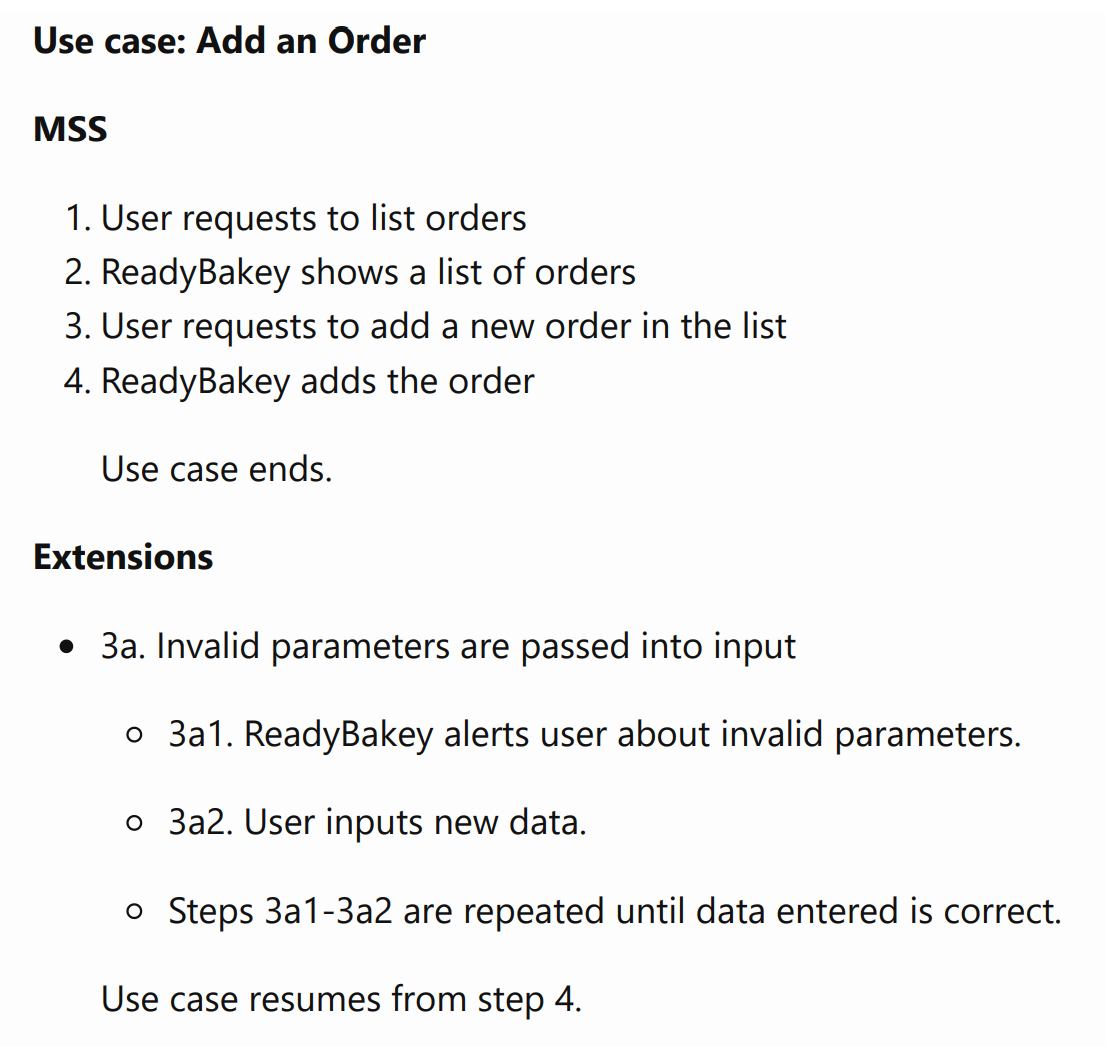 Use case: Add an Order
MSS
1. User requests to list orders
2. ReadyBakey shows a list of orders
3. User requests to add a new order in the list
4. ReadyBakey adds the order
Use case ends.
Extensions
• 3a. Invalid parameters are passed into input
○ 3a1. ReadyBakey alerts user about invalid parameters.
○ 3a2. User inputs new data.
○ Steps 3a1-3a2 are repeated until data entered is correct.
Use case resumes from step 4.